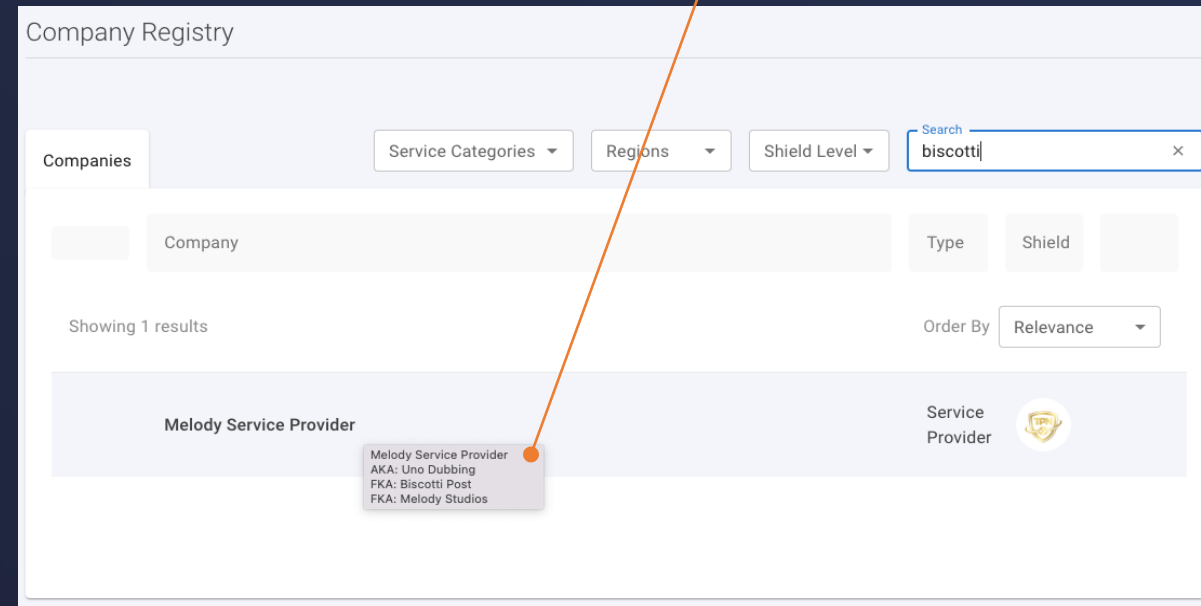 Company Registry
Companies
Service Categories
Regions
Shield Level
Search
biscotti
Company
Type
Shield
Showing 1 results
Order By
Relevance
Melody Service Provider
Service
Provider
TPN
Melody Service Provider
AKA: Uno Dubbing
FKA: Biscotti Post
FKA: Melody Studios